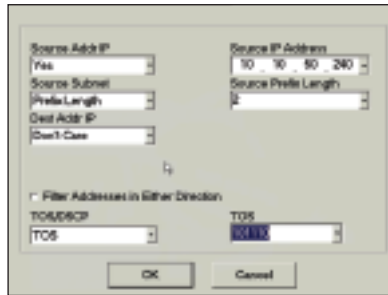 Source Addr IP
Source IP Address
Yes
10 . 10 . 50 . 240
Source Subnet
Source Prefix Length
Prefix Length
2
Dest Addr IP
Don't Care
Filter Addresses in Either Direction
TOS/DSCP
TOS
TOS
101110
OK
Cancel